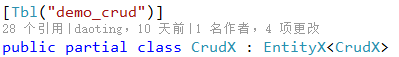 [Tbl("demo_crud")]
28 个引用|daoting，10 天前|1 名作者，4 项更改
public partial class CrudX : EntityX<CrudX>